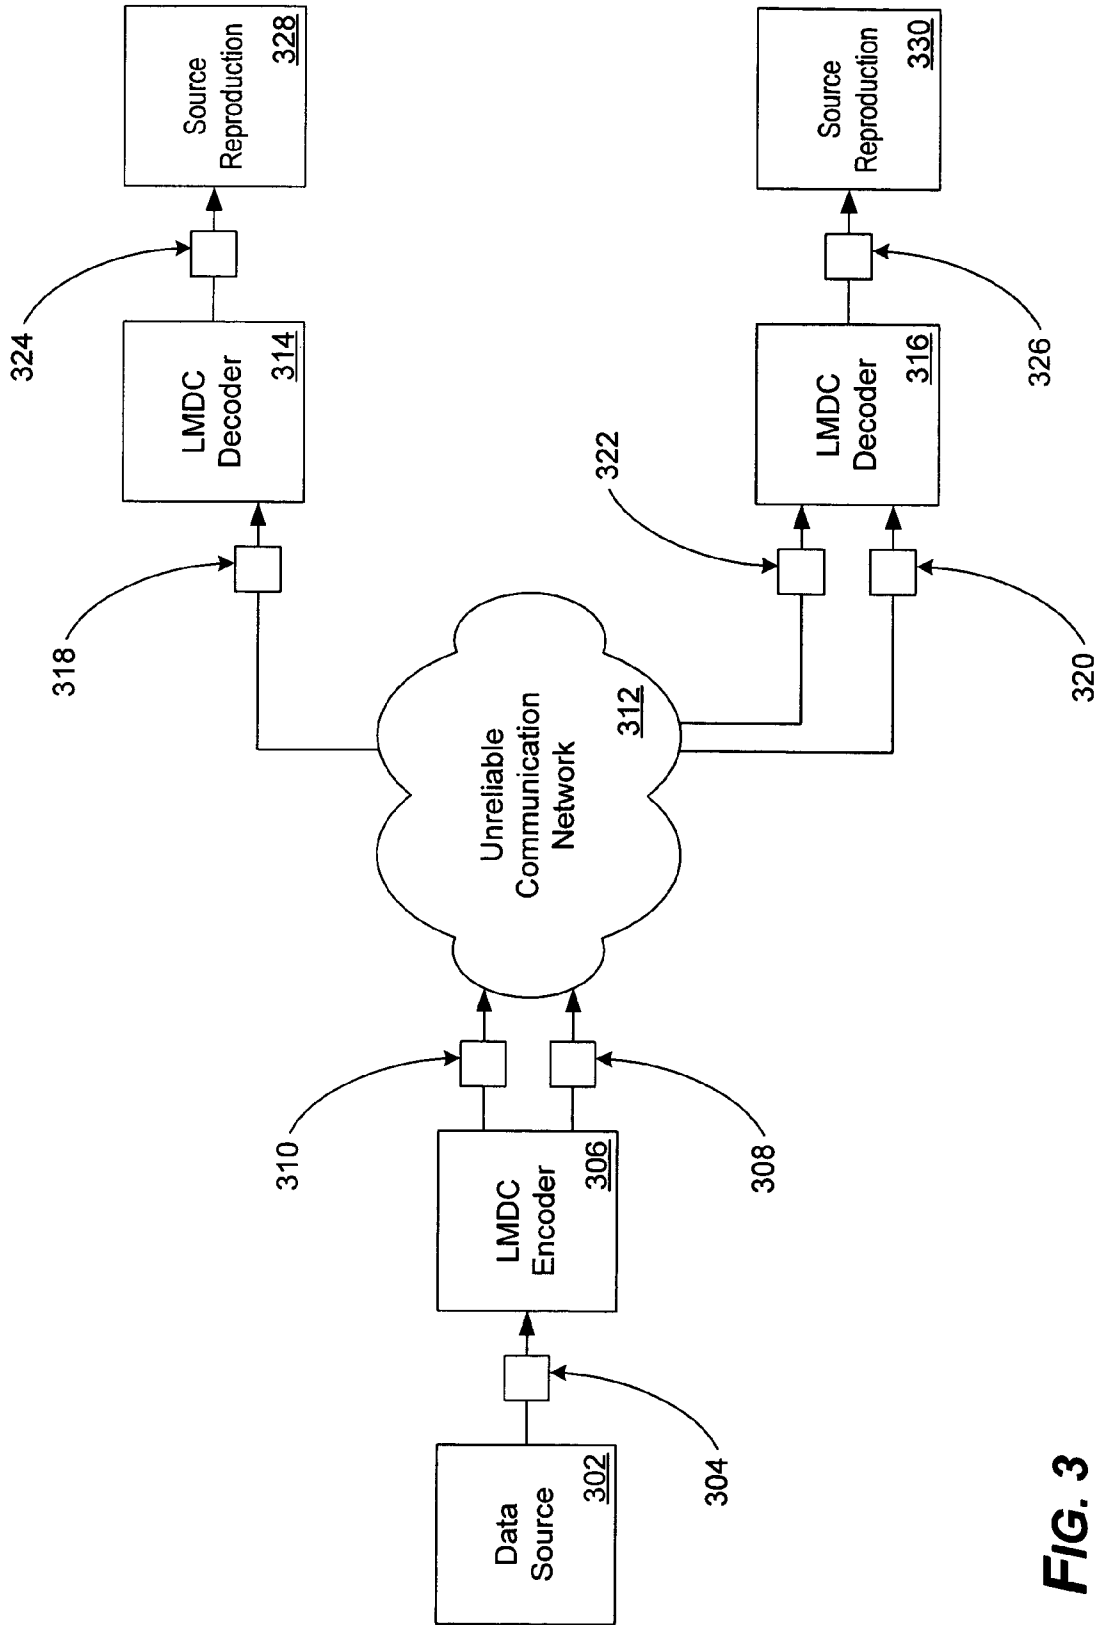 Data
Source
302
304
LMDC
Encoder
306
310
308
Unreliable
Communication
Network
312
318
322
320
LMDC
Decoder
314
LMDC
Decoder
316
324
326
Source
Reproduction
328
Source
Reproduction
330
FIG. 3